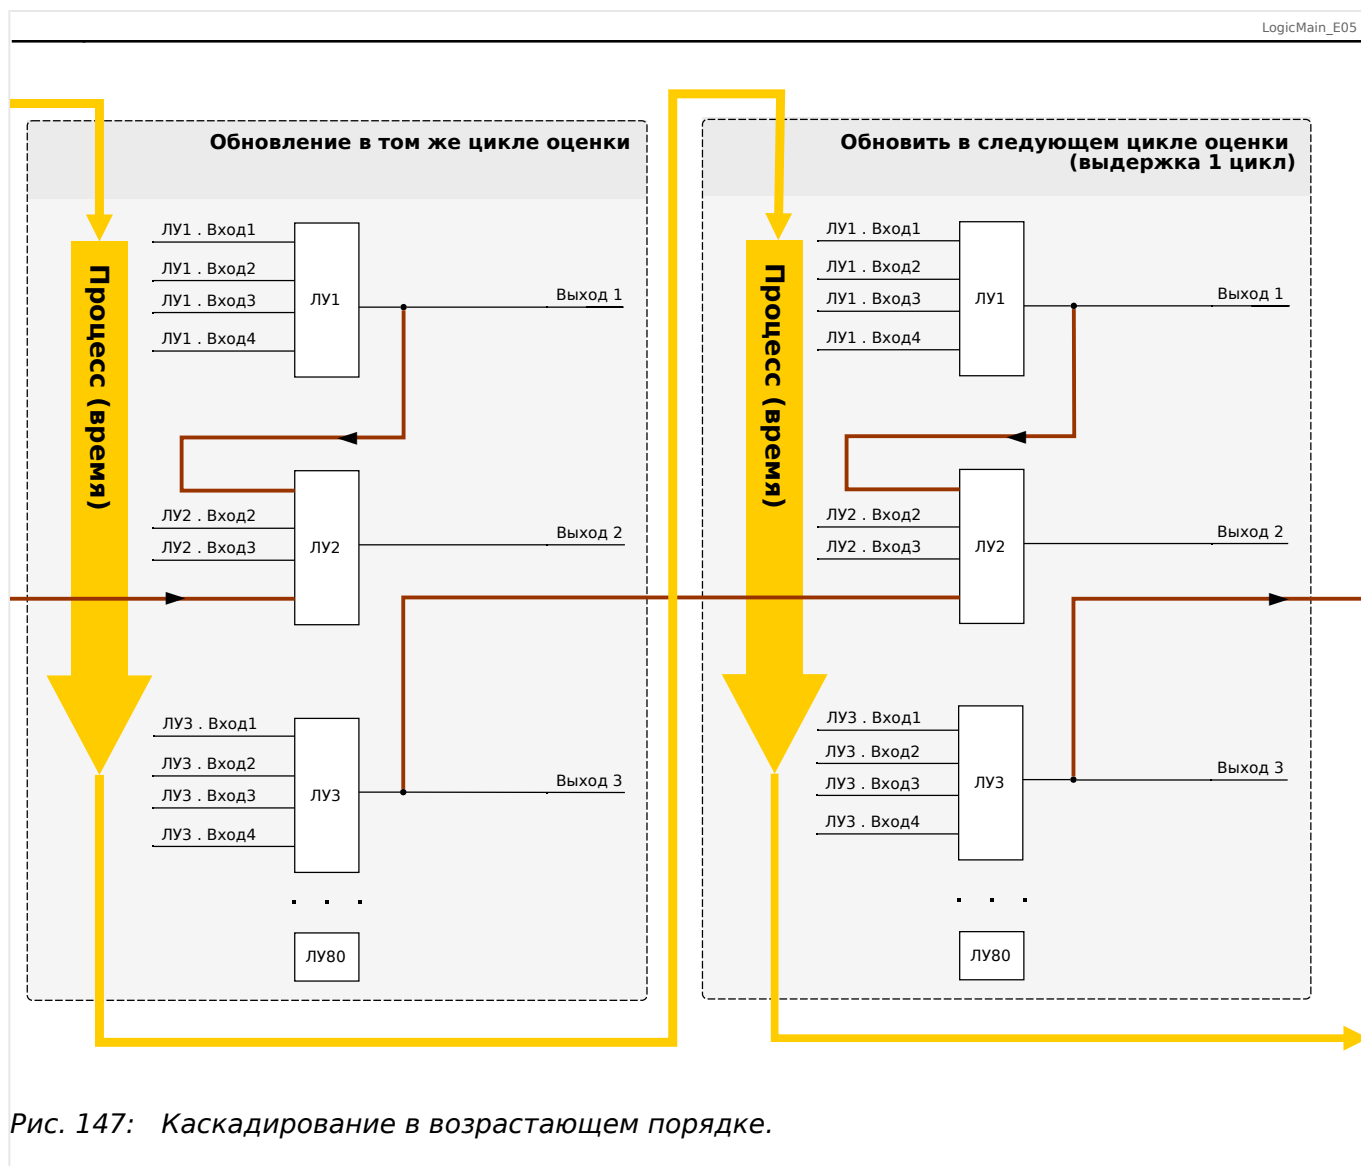 LogicMain_E05
Обновление в том же цикле оценки
Процесс (время)
ЛУ1 . Вход1
ЛУ1 . Вход2
ЛУ1 . Вход3
ЛУ1 . Вход4
ЛУ1
Выход 1
ЛУ2 . Вход2
ЛУ2 . Вход3
ЛУ2
Выход 2
ЛУ3 . Вход1
ЛУ3 . Вход2
ЛУ3 . Вход3
ЛУ3 . Вход4
ЛУ3
Выход 3
. . .
ЛУ80
Обновить в следующем цикле оценки
(выдержка 1 цикл)
Процесс (время)
ЛУ1 . Вход1
ЛУ1 . Вход2
ЛУ1 . Вход3
ЛУ1 . Вход4
ЛУ1
Выход 1
ЛУ2 . Вход2
ЛУ2 . Вход3
ЛУ2
Выход 2
ЛУ3 . Вход1
ЛУ3 . Вход2
ЛУ3 . Вход3
ЛУ3 . Вход4
ЛУ3
Выход 3
. . .
ЛУ80
Рис. 147: Каскадирование в возрастающем порядке.